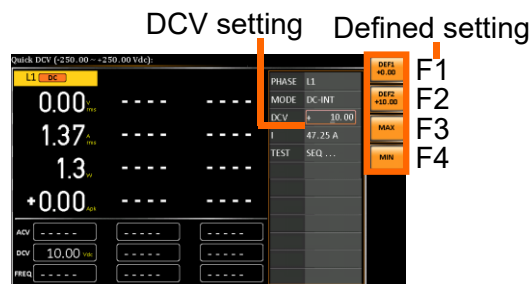 DCV setting
Defined setting
Quick DCV (-250.00 ~ +250.00 Vdc):
L1 DC
0.00 V rms
- - - -
- - - -
1.37 A rms
- - - -
- - - -
1.3 W
- - - -
- - - -
+0.00 Apk
- - - -
- - - -
ACV - - - - -
- - - - -
- - - - -
DCV 10.00 Vdc
- - - - -
- - - - -
FREQ - - - - -
- - - - -
- - - - -
PHASE L1
MODE DC-INT
DCV + 10.00
I 47.25 A
TEST SEQ ...
DEF1
+0.00
F1
DEF2
+10.00
F2
MAX
F3
MIN
F4